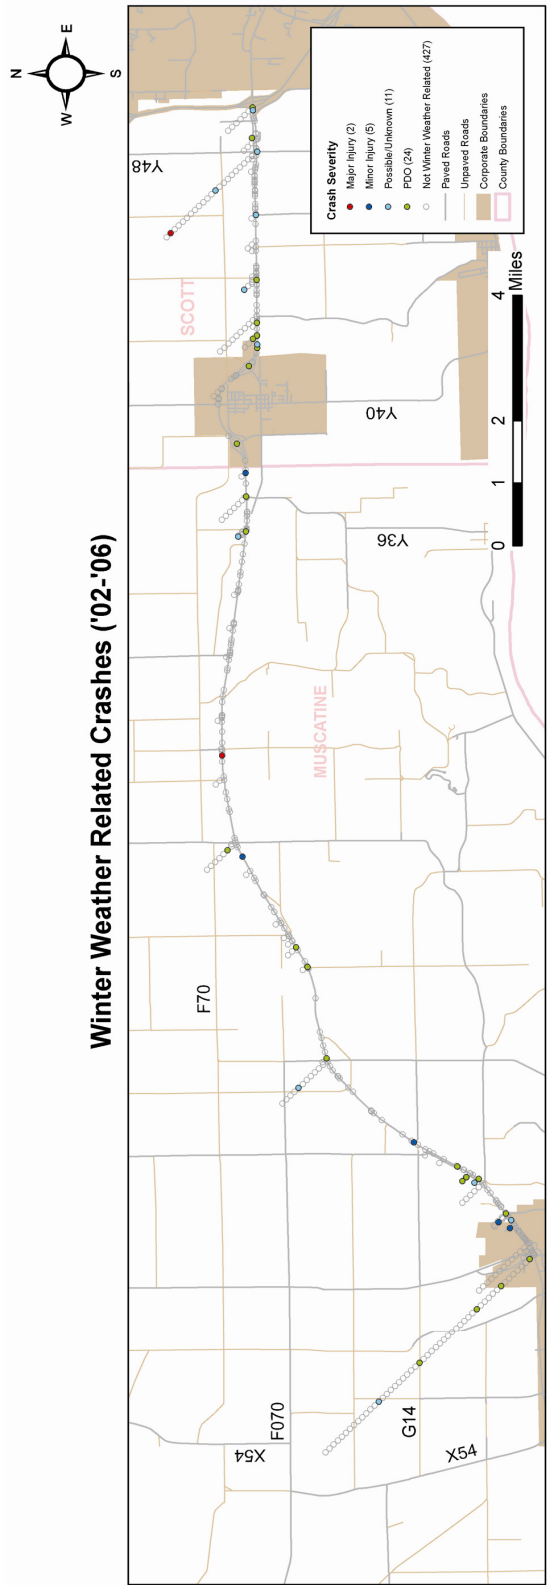 Winter Weather Related Crashes ('02-'06)
N
E
W
S
Y48
SCOTT
Y40
Y36
MUSCATINE
F70
F070
G14
X54
X54
Crash Severity
Major Injury (2)
Minor Injury (5)
Possible/Unknown (11)
PDO (24)
Not Winter Weather Related (427)
Paved Roads
Unpaved Roads
Corporate Boundaries
County Boundaries
0 1 2 4
Miles